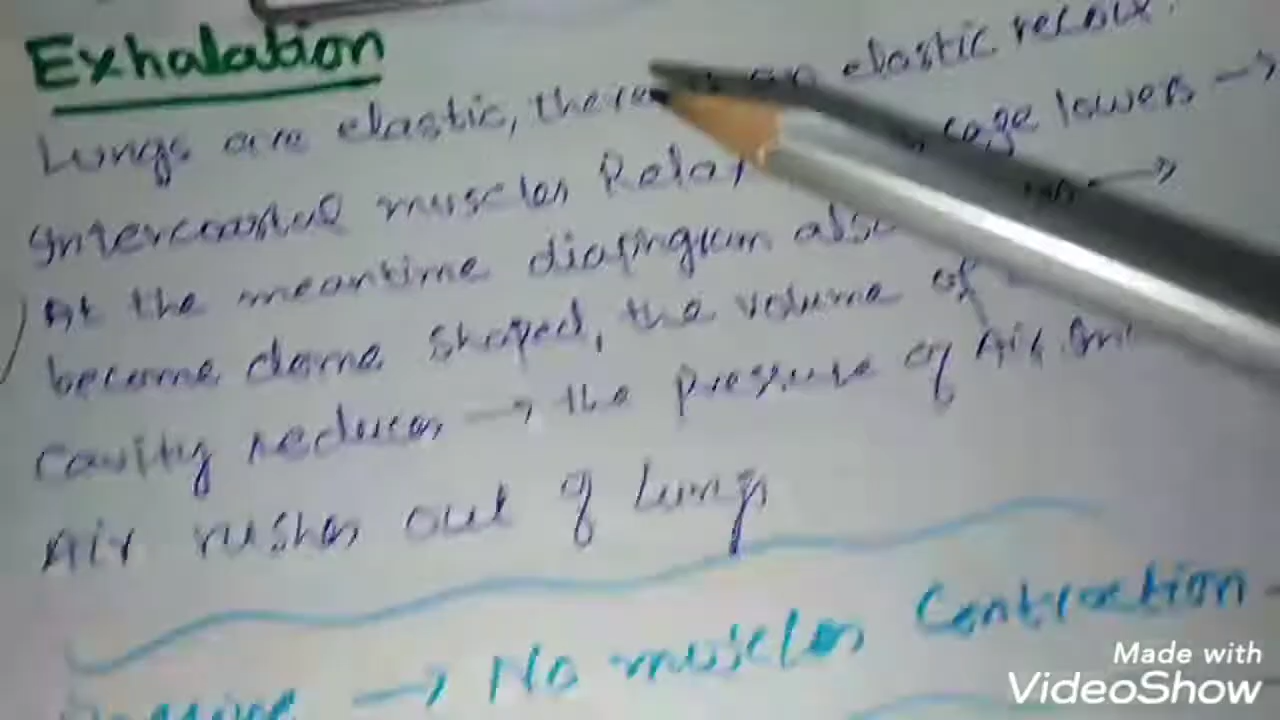 Exhalation
Lungs are elastic, there is an elastic recoil.
Intercostal muscles Relax cage lowers →
At the meantime diaphragm also →
become dome shaped, the volume of
cavity reduces → the pressure of Air
Air rushes out of Lungs
→ No muscles Contraction
Made with
VideoShow